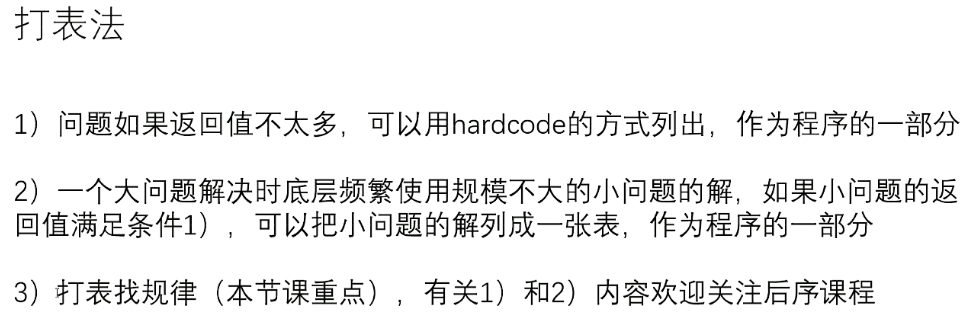 打表法
1）问题如果返回值不太多，可以用hardcode的方式列出，作为程序的一部分
2）一个大问题解决时底层频繁使用规模不大的小问题的解，如果小问题的返
回值满足条件1），可以把小问题的解列成一张表，作为程序的一部分
3）打表找规律（本节课重点），有关1）和2）内容欢迎关注后序课程